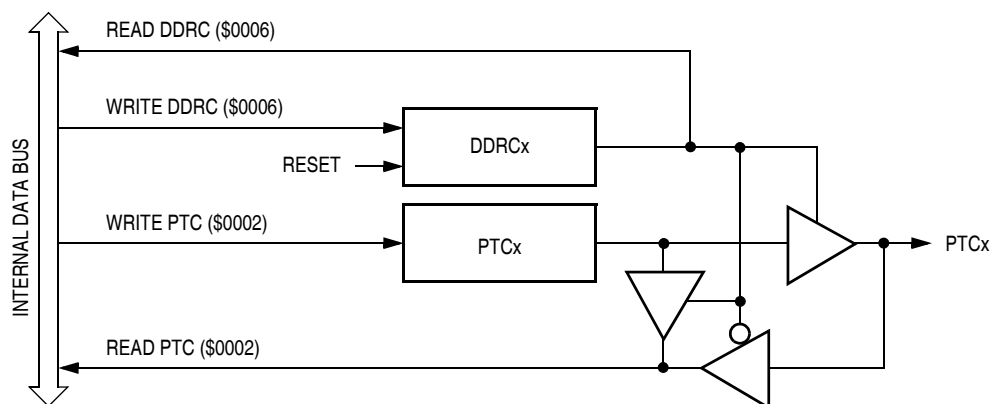 READ DDRC ($0006)
WRITE DDRC ($0006)
DDRCx
RESET
WRITE PTC ($0002)
PTCx
PTCx
READ PTC ($0002)
INTERNAL DATA BUS